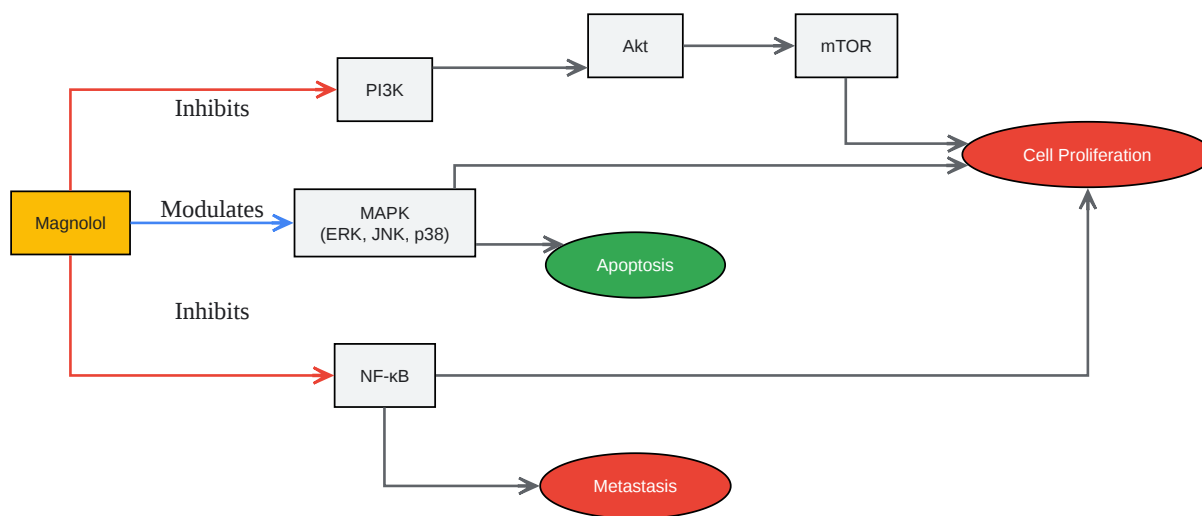 Akt
mTOR
PI3K
Inhibits
Cell Proliferation
Magnolol
Modulates
MAPK
(ERK, JNK, p38)
Apoptosis
Inhibits
NF-κB
Metastasis